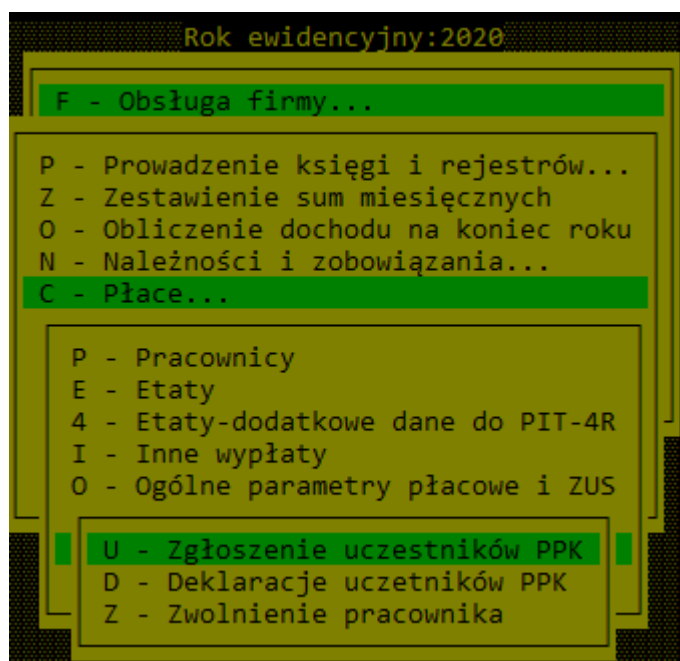 Rok ewidencyjny:2020
F - Obsługa firmy...
P - Prowadzenie księgi i rejestrów...
Z - Zestawienie sum miesięcznych
O - Obliczenie dochodu na koniec roku
N - Należności i zobowiązania...
C - Płace...
P - Pracownicy
E - Etaty
4 - Etaty-dodatkowe dane do PIT-4R
I - Inne wypłaty
O - Ogólne parametry płacowe i ZUS
U - Zgłoszenie uczestników PPK
D - Deklaracje uczetników PPK
Z - Zwolnienie pracownika